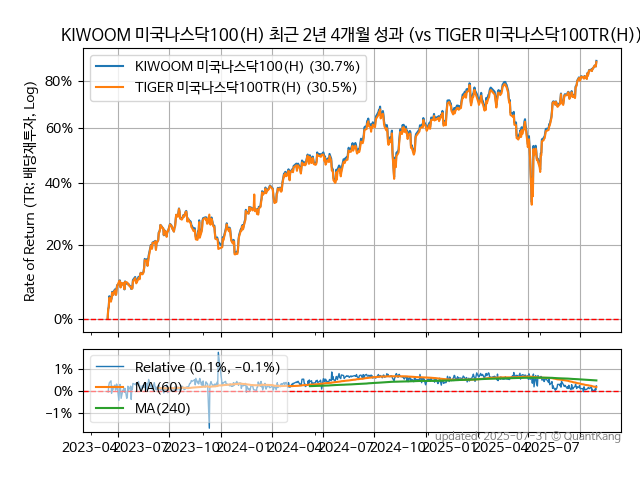 KIWOOM 미국나스닥100(H) 최근 2년 4개월 성과 (vs TIGER 미국나스닥100TR(H))
Rate of Return (TR: 배당재투자, Log)
KIWOOM 미국나스닥100(H) (30.7%)
TIGER 미국나스닥100TR(H) (30.5%)
80%
60%
40%
20%
0%
Relative (0.1%, −0.1%)
MA(60)
MA(240)
1%
0%
−1%
updated: 2025-07-31 © QuantKang
2023-04 2023-07 2023-10 2024-01 2024-04 2024-07 2024-10 2025-01 2025-04 2025-07